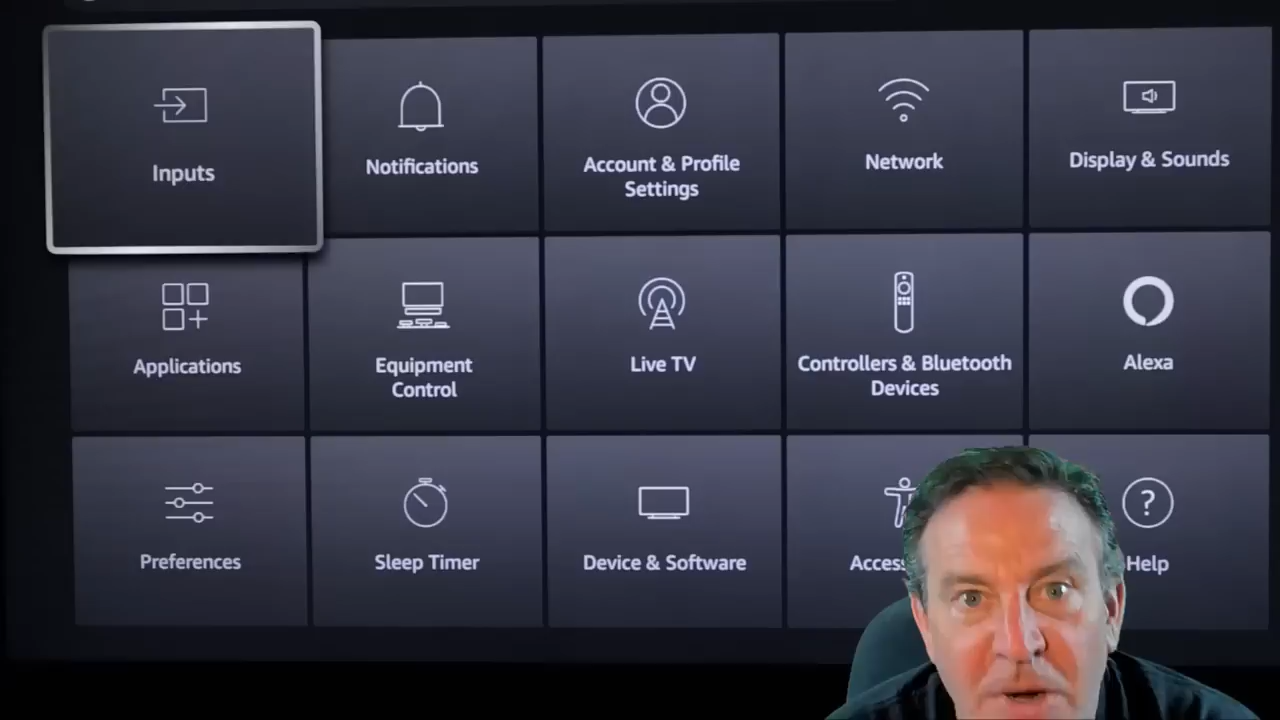 Inputs
Notifications
Account & Profile
Settings
Network
Display & Sounds
Applications
Equipment
Control
Live TV
Controllers & Bluetooth
Devices
Alexa
Preferences
Sleep Timer
Device & Software
Help